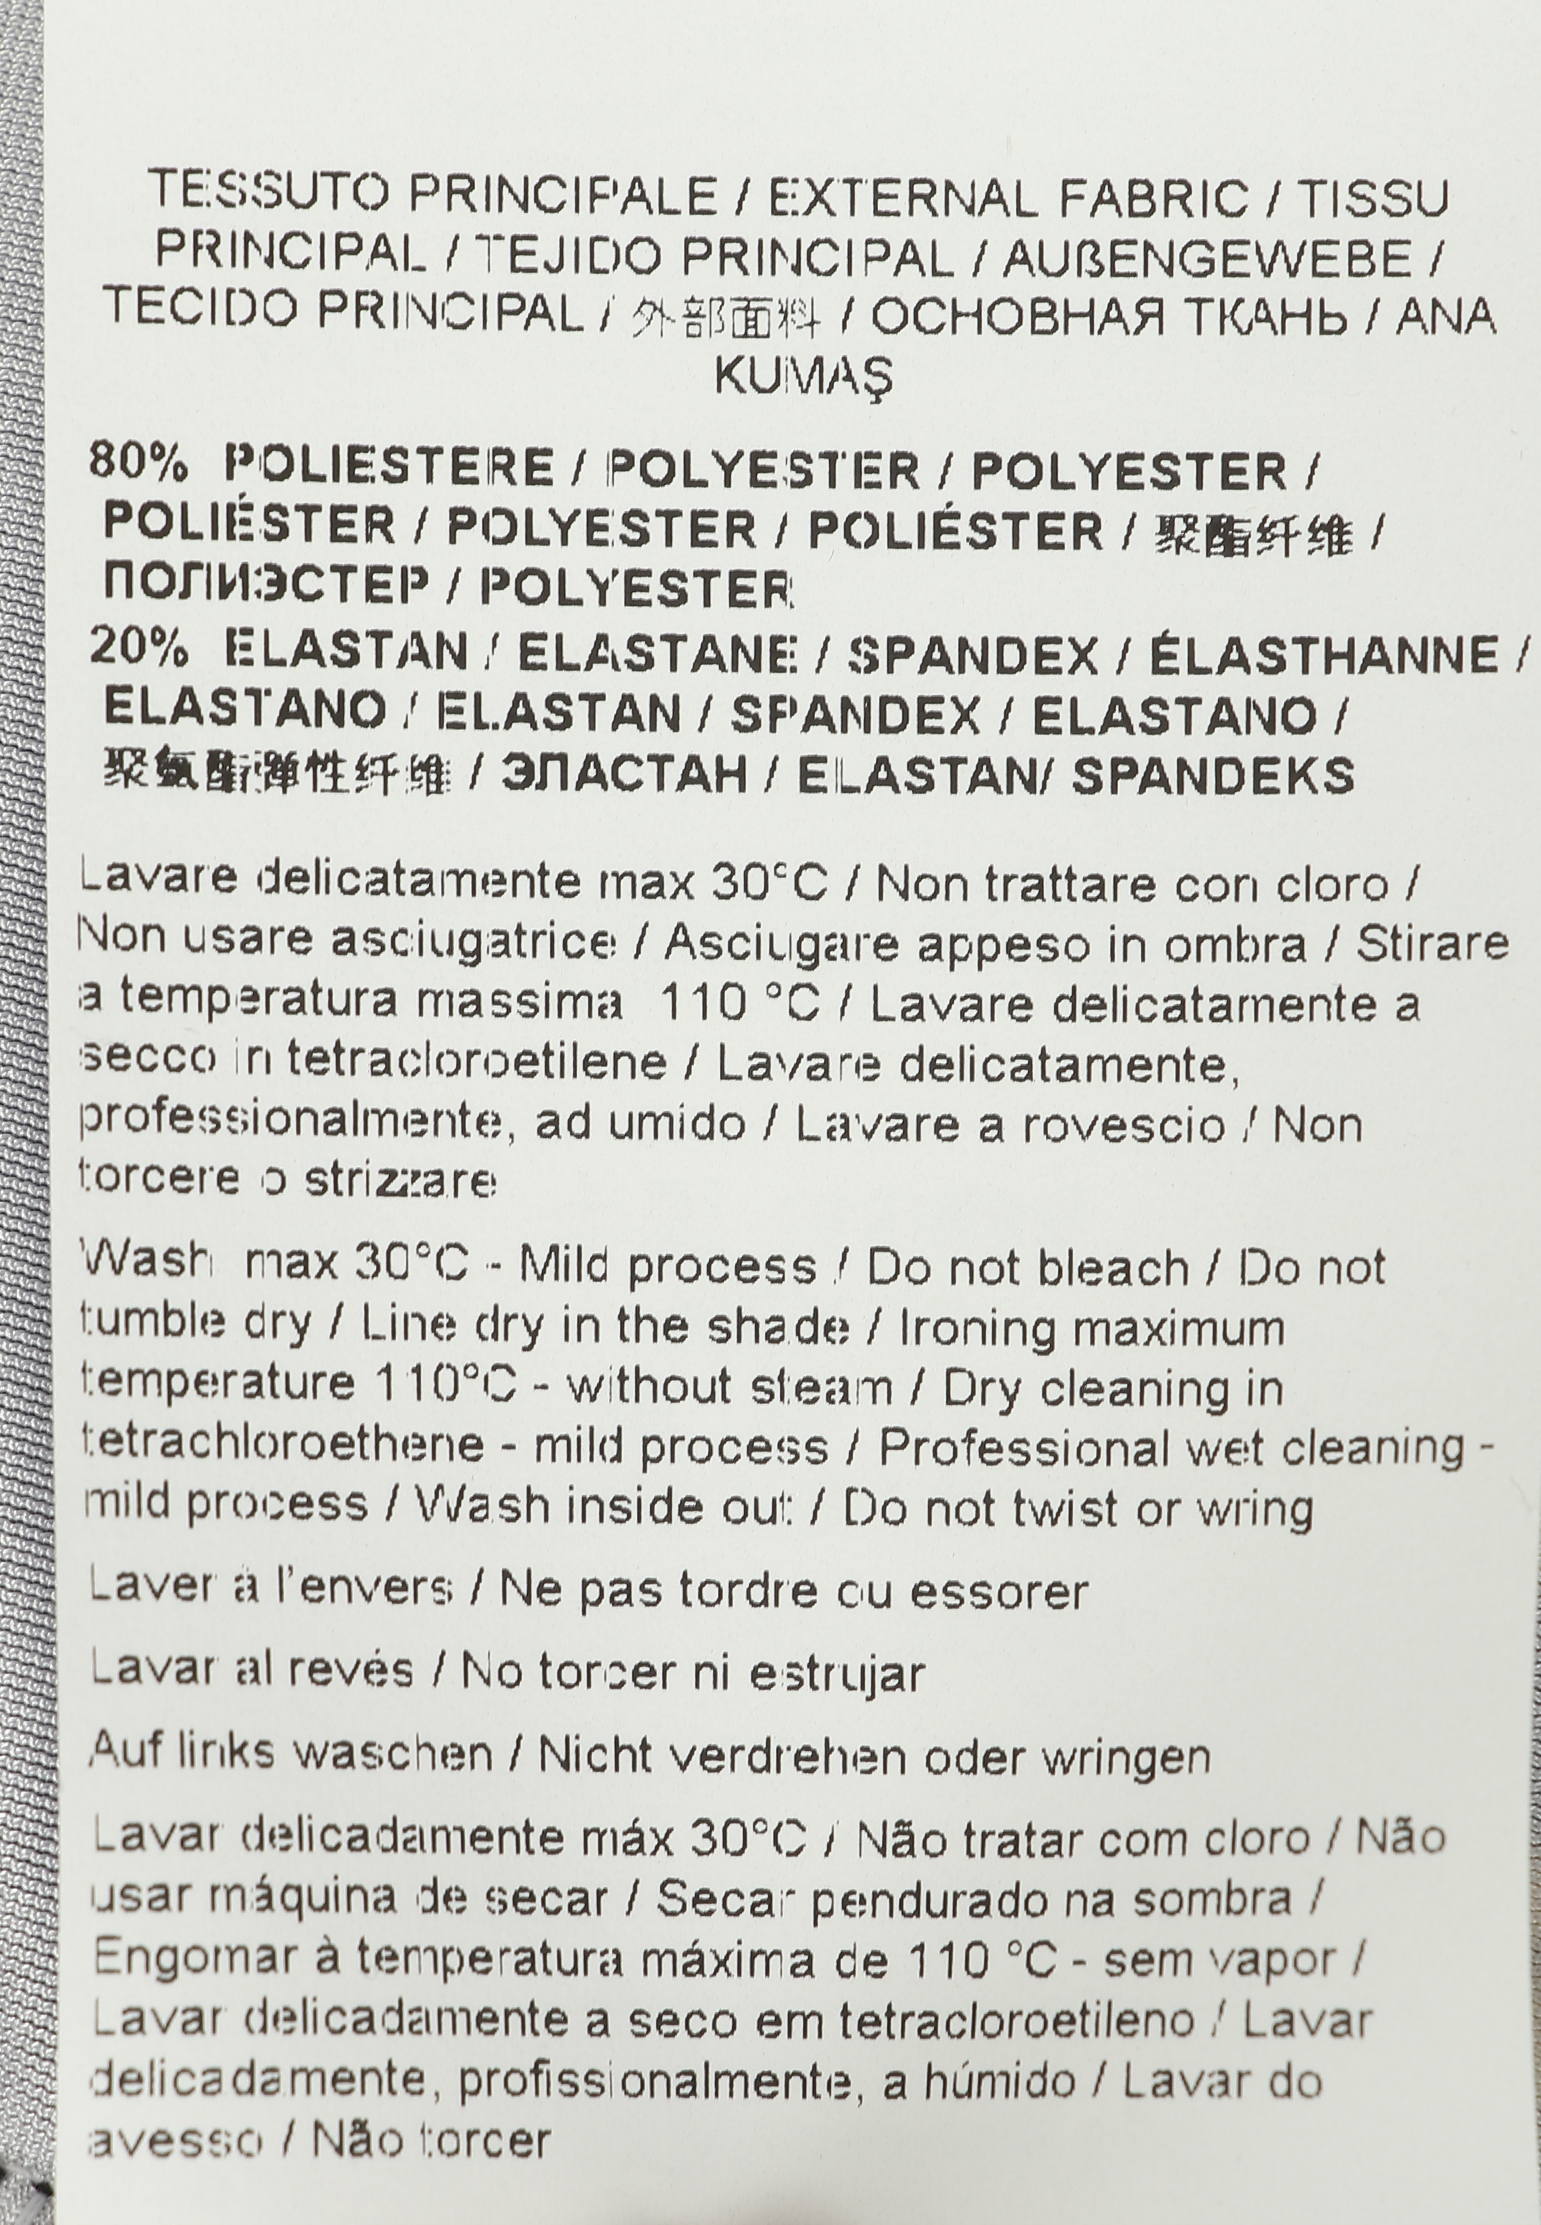 TESSUTO PRINCIPALE / EXTERNAL FABRIC / TISSU
PRINCIPAL / TEJIDO PRINCIPAL / AUßENGEWEBE /
TECIDO PRINCIPAL / 外部面料 / ОСНОВНАЯ ТКАНЬ / ANA
KUMAŞ
80% POLIESTERE / POLYESTER / POLYESTER /
POLIÉSTER / POLYESTER / POLIÉSTER / 聚酯纤维 /
ПОЛИЭСТЕР / POLYESTER
20% ELASTAN / ELASTANE / SPANDEX / ÉLASTHANNE /
ELASTANO / ELASTAN / SPANDEX / ELASTANO /
聚氨酯弹性纤维 / ЭЛАСТАН / ELASTAN/ SPANDEKS
Lavare delicatamente max 30°C / Non trattare con cloro /
Non usare asciugatrice / Asciugare appeso in ombra / Stirare
a temperatura massima 110 °C / Lavare delicatamente a
secco in tetracloroetilene / Lavare delicatamente,
professionalmente, ad umido / Lavare a rovescio / Non
torcere o strizzare
Wash max 30°C - Mild process / Do not bleach / Do not
tumble dry / Line dry in the shade / Ironing maximum
temperature 110°C - without steam / Dry cleaning in
tetrachloroethene - mild process / Professional wet cleaning -
mild process / Wash inside out / Do not twist or wring
Laver à l'envers / Ne pas tordre ou essorer
Lavar al revés / No torcer ni estrujar
Auf links waschen / Nicht verdrehen oder wringen
Lavar delicadamente máx 30°C / Não tratar com cloro / Não
usar máquina de secar / Secar pendurado na sombra /
Engomar à temperatura máxima de 110 °C - sem vapor /
Lavar delicadamente a seco em tetracloroetileno / Lavar
delicadamente, profissionalmente, a húmido / Lavar do
avesso / Não torcer